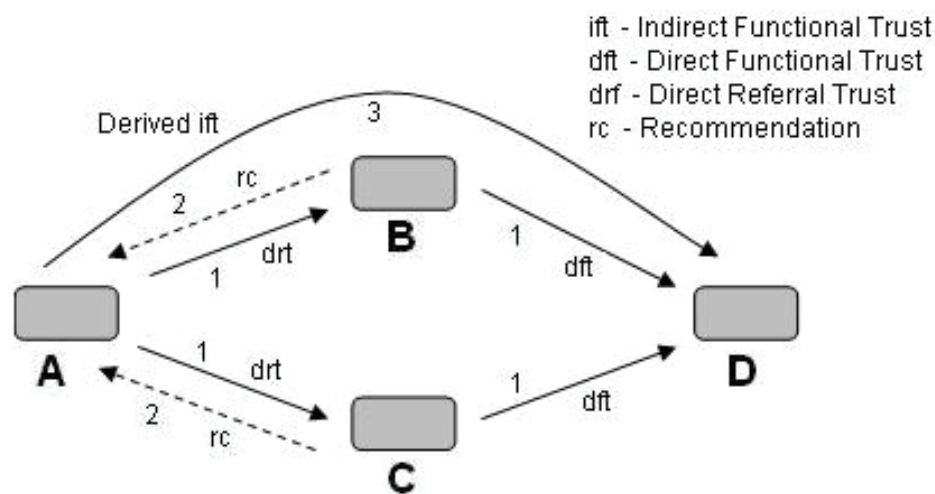 ift - Indirect Functional Trust
dft - Direct Functional Trust
drf - Direct Referral Trust
rc - Recommendation
Derived ift
3
rc
2
B
1
drt
1
dft
A
D
1
drt
2
rc
C
1
dft